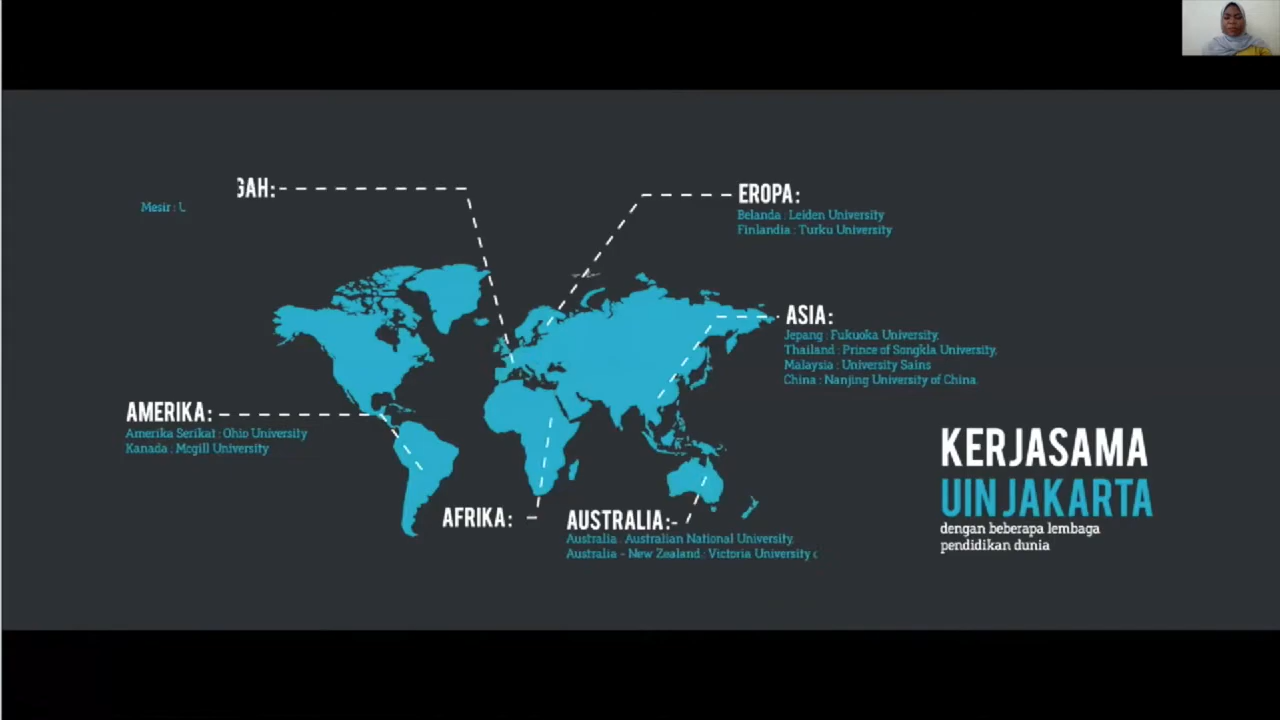 GAH:
Mesir : U
EROPA:
Belanda : Leiden University
Finlandia : Turku University
ASIA:
Jepang : Fukuoka University,
Thailand : Prince of Songkla University,
Malaysia : University Sains
China : Nanjing University of China,
AMERIKA:
Amerika Serikat : Ohio University
Kanada : Mcgill University
AFRIKA:
AUSTRALIA:
Australia : Australian National University,
Australia - New Zealand : Victoria University
KERJASAMA
UIN JAKARTA
dengan beberapa lembaga
pendidikan dunia